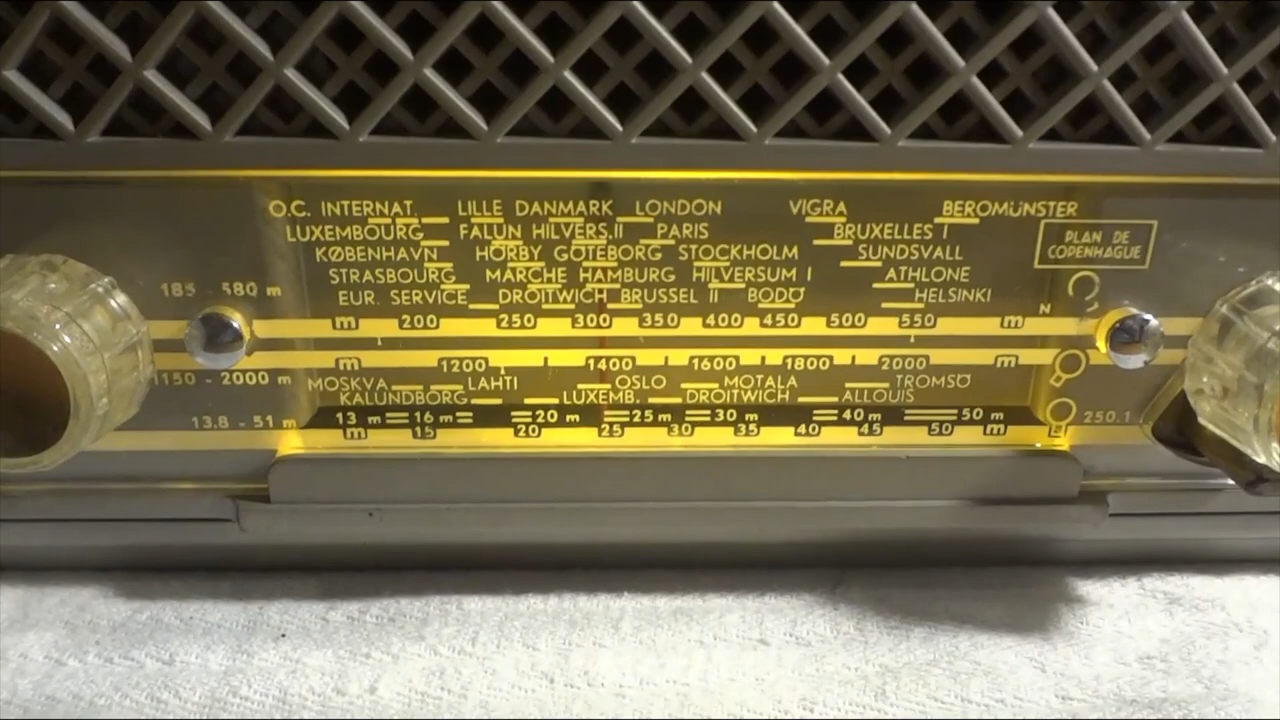 O.C. INTERNAT. LILLE DANMARK LONDON VIGRA BEROMÜNSTER
LUXEMBOURG FALUN HILVERS.II PARIS BRUXELLES I
KØBENHAVN HÖRBY GÖTEBORG STOCKHOLM SUNDSVALL
PLAN DE
COPENHAGUE
STRASBOURG MARCHE HAMBURG HILVERSUM I ATHLONE
185 - 580 m
EUR. SERVICE DROITWICH BRUSSEL II BODÖ HELSINKI
m 200 250 300 350 400 450 500 550 m N
m 1200 1400 1600 1800 2000 m
1150 - 2000 m
MOSKVA LAHTI OSLO MOTALA TROMSÖ
KALUNDBORG LUXEMB. DROITWICH ALLOUIS
13.8 - 51 m
13 m 16 m 20 m 25 m 30 m 40 m 50 m
250.1
m 15 20 25 30 35 40 45 50 m